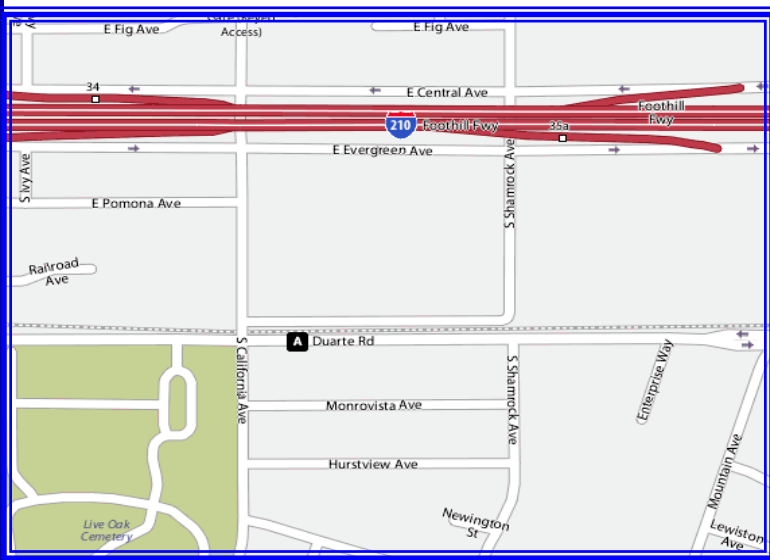 Gate (Keyed
Access)
E Fig Ave
E Fig Ave
34
E Central Ave
Foothill
Fwy
210
Foothill Fwy
35a
E Evergreen Ave
S Ivy Ave
S Shamrock Ave
E Pomona Ave
Railroad
Ave
A
Duarte Rd
S California Ave
S Shamrock Ave
Enterprise Way
Monrovista Ave
Hurstview Ave
Mountain Ave
Live Oak
Cemetery
Newington
St
Lewiston
Ave